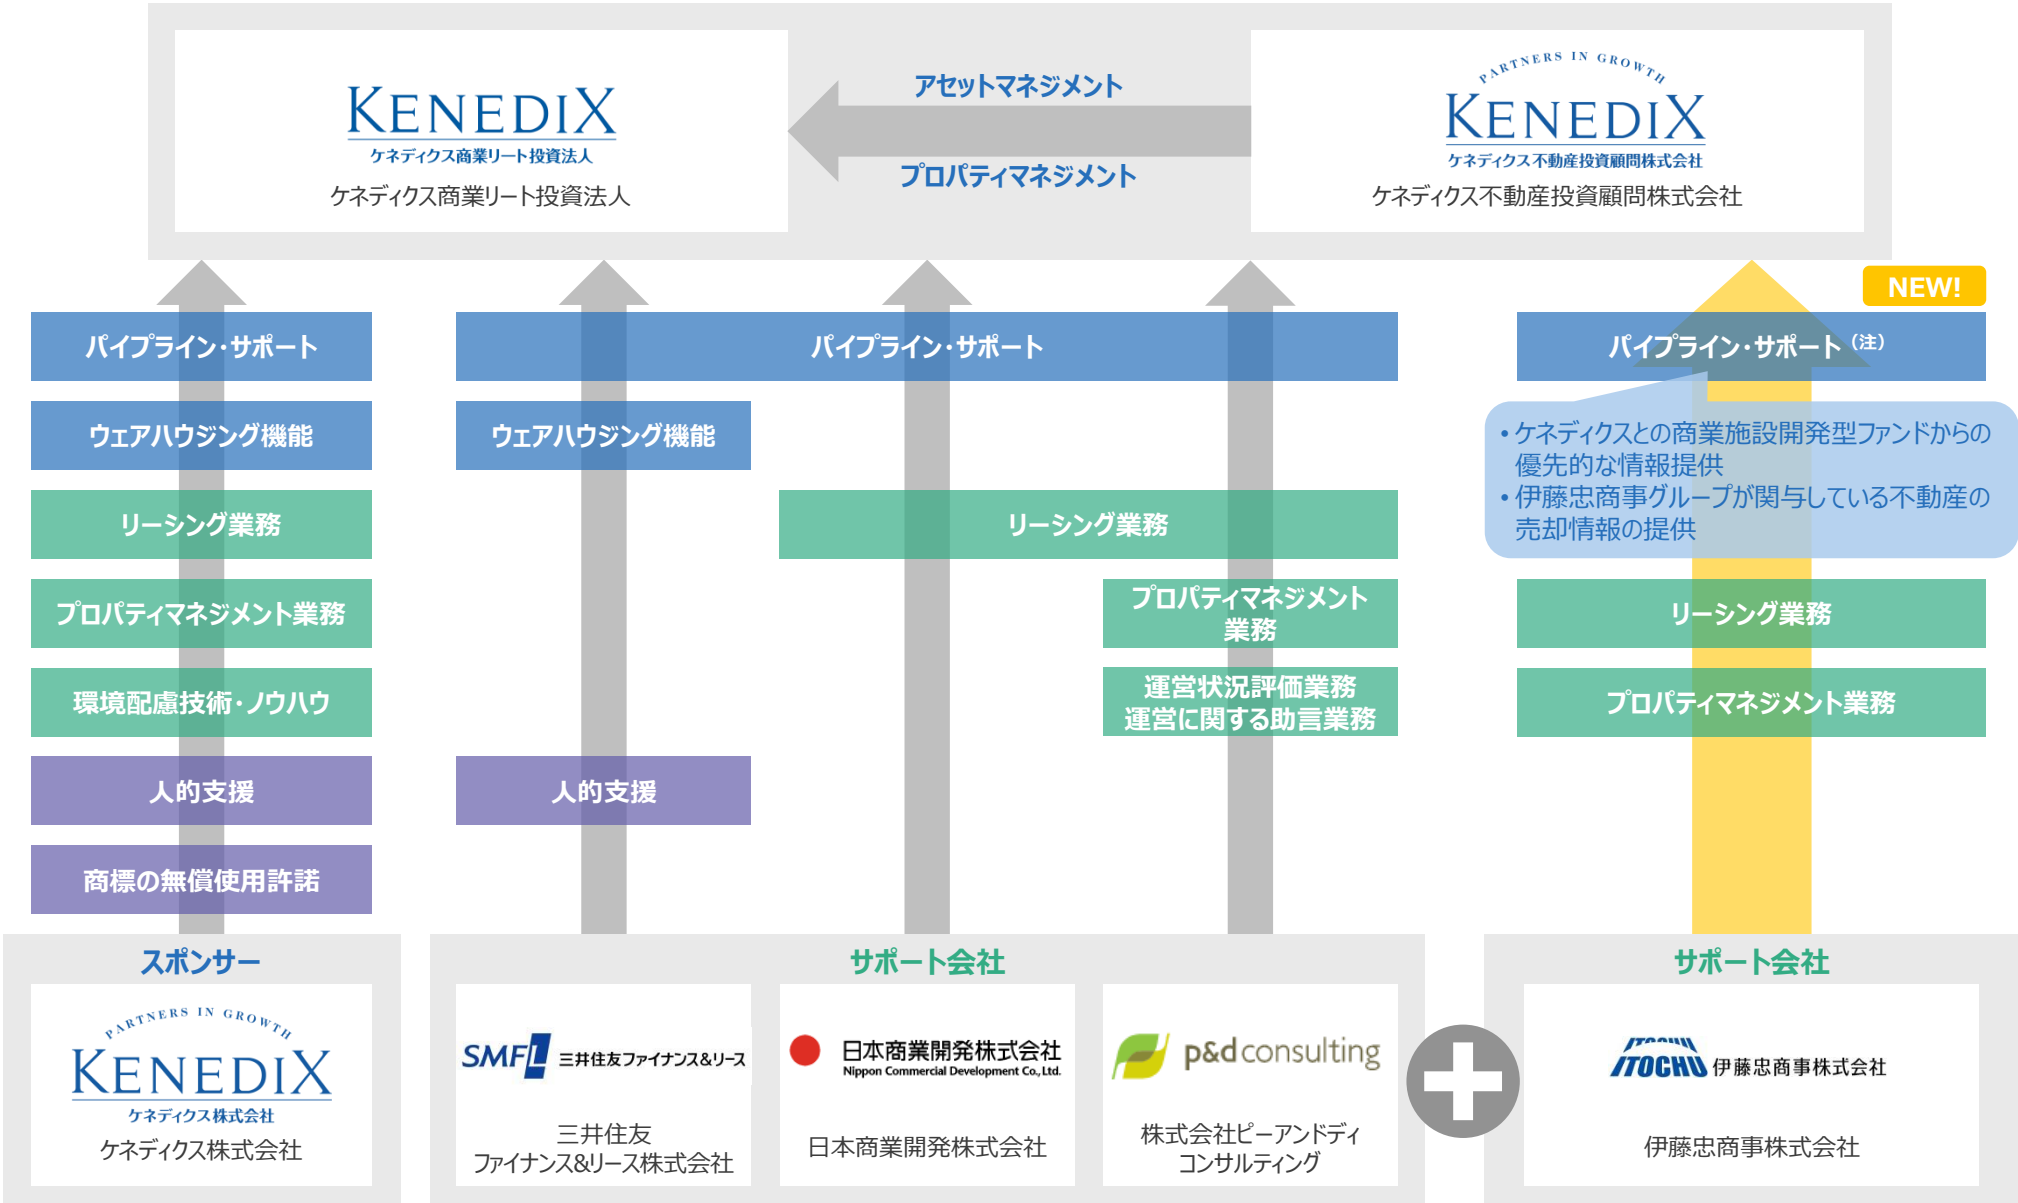 KENEDIX
ケネディクス商業リート投資法人
ケネディクス商業リート投資法人
アセットマネジメント
プロパティマネジメント
PARTNERS IN GROWTH
KENEDIX
ケネディクス不動産投資顧問株式会社
ケネディクス不動産投資顧問株式会社
NEW!
パイプライン・サポート
ウェアハウジング機能
リーシング業務
プロパティマネジメント業務
環境配慮技術・ノウハウ
人的支援
商標の無償使用許諾
パイプライン・サポート
ウェアハウジング機能
リーシング業務
プロパティマネジメント
業務
運営状況評価業務
運営に関する助言業務
人的支援
パイプライン・サポート（注）
・ケネディクスとの商業施設開発型ファンドからの
優先的な情報提供
・伊藤忠商事グループが関与している不動産の
売却情報の提供
リーシング業務
プロパティマネジメント業務
スポンサー
PARTNERS IN GROWTH
KENEDIX
ケネディクス株式会社
ケネディクス株式会社
サポート会社
SMFL 三井住友ファイナンス&リース
三井住友
ファイナンス&リース株式会社
日本商業開発株式会社
Nippon Commercial Development Co., Ltd.
日本商業開発株式会社
p&d consulting
株式会社ピーアンドディ
コンサルティング
サポート会社
ITOCHU
ITOCHU 伊藤忠商事株式会社
伊藤忠商事株式会社